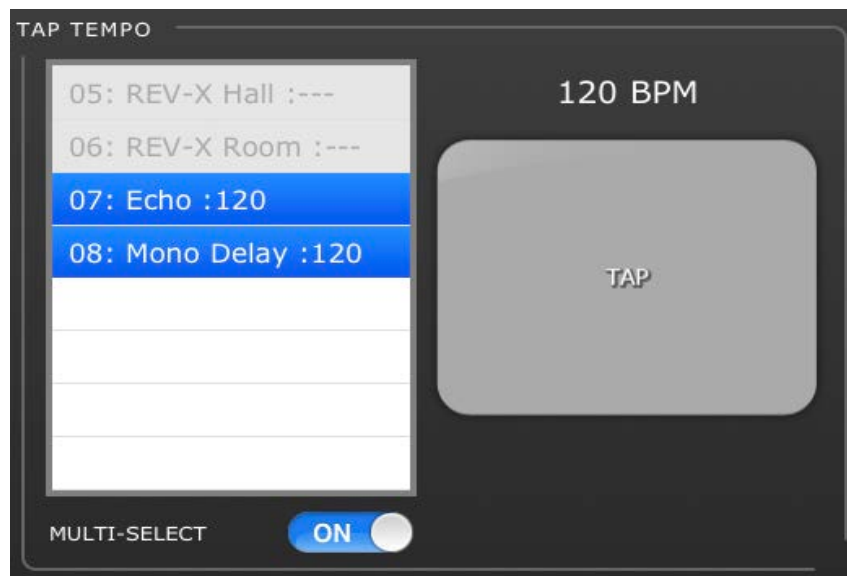 TAP TEMPO
05: REV-X Hall :---
06: REV-X Room :---
07: Echo :120
08: Mono Delay :120
120 BPM
TAP
MULTI-SELECT
ON